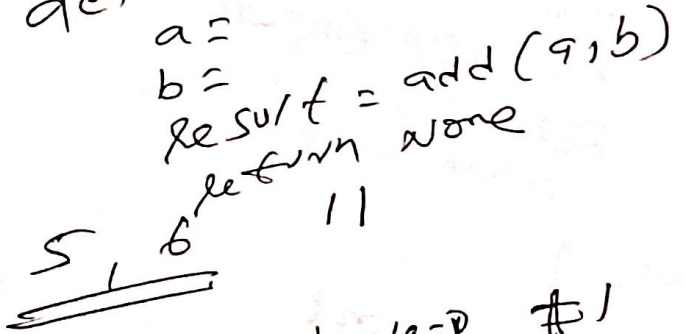 a =
b =
result = add (a, b)
return None
5, 6 11
#1